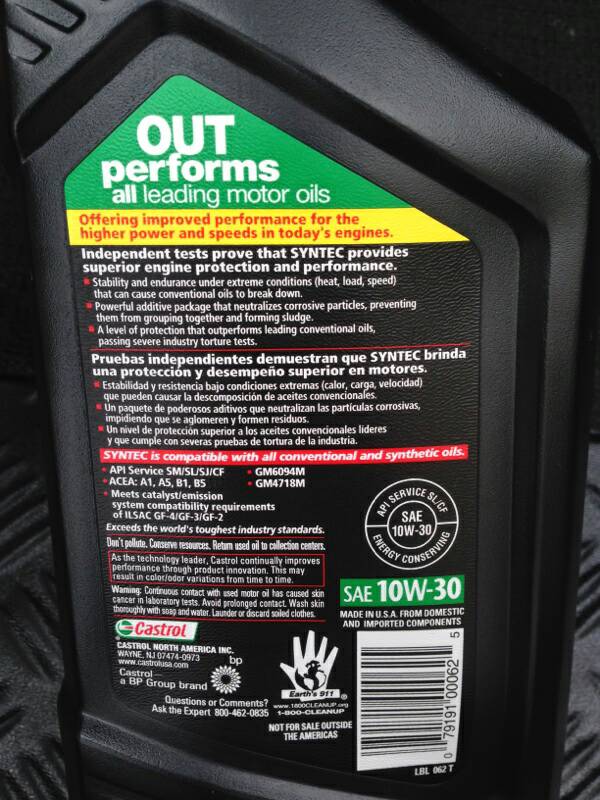 OUT
performs
all leading motor oils
Offering improved performance for the
higher power and speeds in today's engines.
Independent tests prove that SYNTEC provides
superior engine protection and performance.
Stability and endurance under extreme conditions (heat, load, speed)
that can cause conventional oils to break down.
Powerful additive package that neutralizes corrosive particles, preventing
them from grouping together and forming sludge.
A level of protection that outperforms leading conventional oils,
passing severe industry torture tests.
Pruebas independientes demuestran que SYNTEC brinda
una protección y desempeño superior en motores.
Estabilidad y resistencia bajo condiciones extremas (calor, carga, velocidad)
que pueden causar la descomposición de aceites convencionales.
Un paquete de poderosos aditivos que neutralizan las partículas corrosivas,
impidiendo que se aglomeren y formen residuos.
Un nivel de protección superior a los aceites convencionales líderes
y que cumple con severas pruebas de tortura de la industria.
SYNTEC is compatible with all conventional and synthetic oils.
• API Service SM/SL/SJ/CF
• ACEA: A1, A5, B1, B5
• Meets catalyst/emission
system compatibility requirements
of ILSAC GF-4/GF-3/GF-2
• GM6094M
• GM4718M
Exceeds the world's toughest industry standards.
Don't pollute. Conserve resources. Return used oil to collection centers.
As the technology leader, Castrol continually improves
performance through product innovation. This may
result in color/odor variations from time to time.
Warning: Continuous contact with used motor oil has caused skin
cancer in laboratory tests. Avoid prolonged contact. Wash skin
thoroughly with soap and water. Launder or discard soiled clothes.
API SERVICE SL/CF
SAE
10W-30
ENERGY CONSERVING
SAE 10W-30
MADE IN U.S.A. FROM DOMESTIC
AND IMPORTED COMPONENTS
Castrol
CASTROL NORTH AMERICA INC.
WAYNE, NJ 07474-0973
www.castrolusa.com
Castrol
a BP Group brand
bp
Questions or Comments?
Ask the Expert 800-462-0835
Earth's 911
www.1800CLEANUP.org
1-800-CLEANUP
NOT FOR SALE OUTSIDE
THE AMERICAS
0 79191 00062 5
LBL 062 T